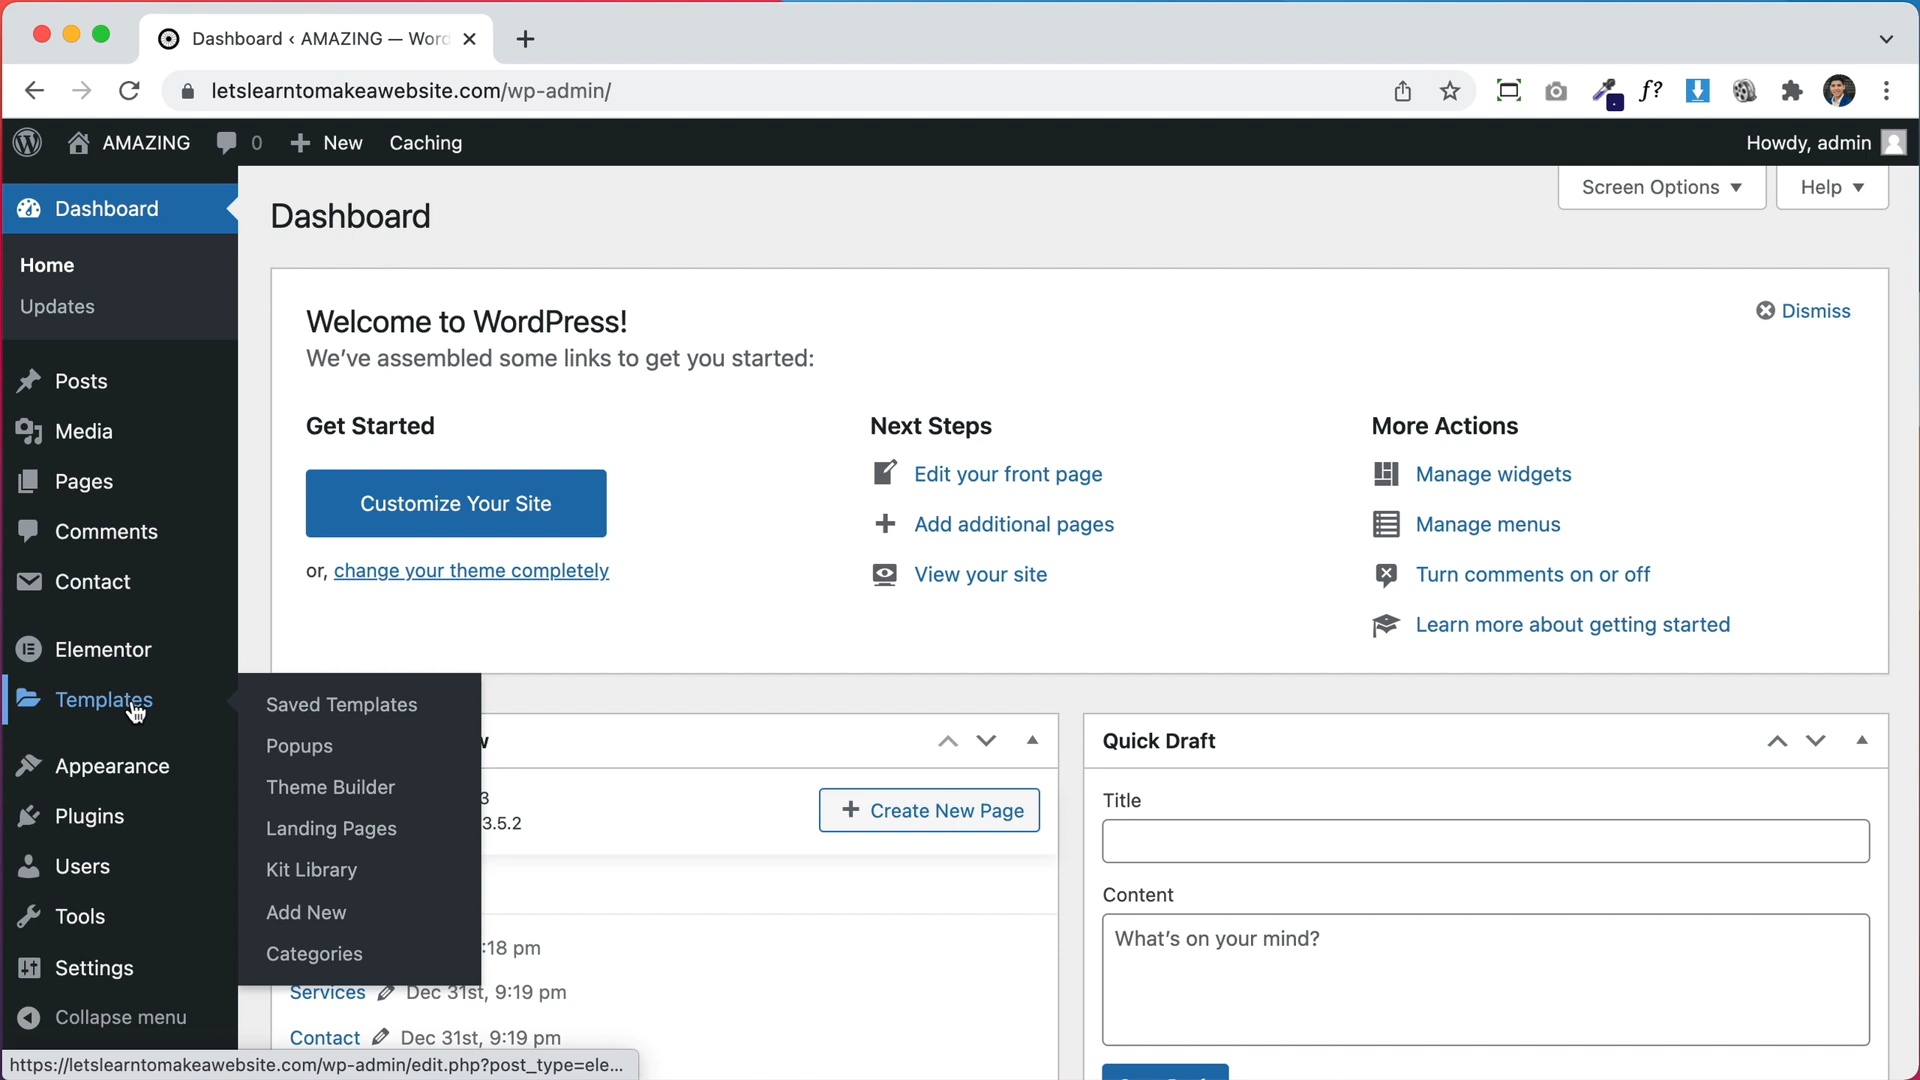 Dashboard ‹ AMAZING — Word
letslearntomakeawebsite.com/wp-admin/
f?
AMAZING
0
New
Caching
Howdy, admin
Dashboard
Home
Updates
Posts
Media
Pages
Comments
Contact
Elementor
Templates
Appearance
Plugins
Users
Tools
Settings
Collapse menu
Saved Templates
Popups
Theme Builder
Landing Pages
Kit Library
Add New
Categories
Screen Options
Help
Dashboard
Welcome to WordPress!
We've assembled some links to get you started:
Dismiss
Get Started
Customize Your Site
or, change your theme completely
Next Steps
Edit your front page
Add additional pages
View your site
More Actions
Manage widgets
Manage menus
Turn comments on or off
Learn more about getting started
w
3
3.5.2
Create New Page
:18 pm
Services Dec 31st, 9:19 pm
Contact Dec 31st, 9:19 pm
Quick Draft
Title
Content
What's on your mind?
https://letslearntomakeawebsite.com/wp-admin/edit.php?post_type=ele...